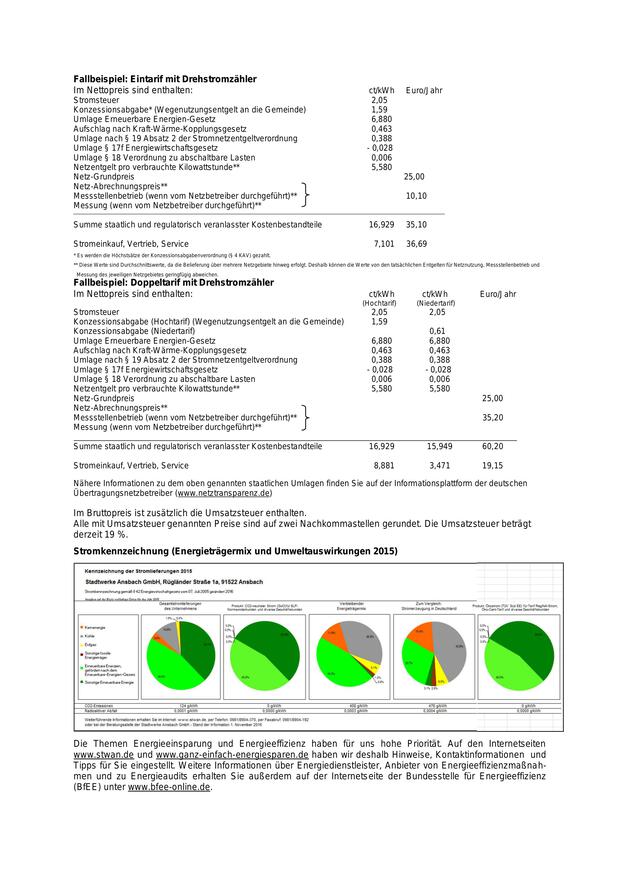 Fallbeispiel: Eintarif mit Drehstromzähler
Im Nettopreis sind enthalten: ct/kWh Euro/Jahr
Stromsteuer 2,05
Konzessionsabgabe* (Wegenutzungsentgelt an die Gemeinde) 1,59
Umlage Erneuerbare Energien-Gesetz 6,880
Aufschlag nach Kraft-Wärme-Kopplungsgesetz 0,463
Umlage nach § 19 Absatz 2 der Stromnetzentgeltverordnung 0,388
Umlage § 17f Energiewirtschaftsgesetz - 0,028
Umlage § 18 Verordnung zu abschaltbare Lasten 0,006
Netzentgelt pro verbrauchte Kilowattstunde** 5,580
Netz-Grundpreis 25,00
Netz-Abrechnungspreis**
Messstellenbetrieb (wenn vom Netzbetreiber durchgeführt)** 10,10
Messung (wenn vom Netzbetreiber durchgeführt)**
Summe staatlich und regulatorisch veranlasster Kostenbestandteile 16,929 35,10
Stromeinkauf, Vertrieb, Service 7,101 36,69
* Es werden die Höchstsätze der Konzessionsabgabenverordnung (§ 4 KAV) gezahlt.
** Diese Werte sind Durchschnittswerte, da die Belieferung über mehrere Netzgebiete hinweg erfolgt. Deshalb können die Werte von den tatsächlichen Entgelten für Netznutzung, Messstellenbetrieb und
Messung des jeweiligen Netzgebietes geringfügig abweichen.
Fallbeispiel: Doppeltarif mit Drehstromzähler
Im Nettopreis sind enthalten: ct/kWh ct/kWh Euro/Jahr
(Hochtarif) (Niedertarif)
Stromsteuer 2,05 2,05
Konzessionsabgabe (Hochtarif) (Wegenutzungsentgelt an die Gemeinde) 1,59
Konzessionsabgabe (Niedertarif) 0,61
Umlage Erneuerbare Energien-Gesetz 6,880 6,880
Aufschlag nach Kraft-Wärme-Kopplungsgesetz 0,463 0,463
Umlage nach § 19 Absatz 2 der Stromnetzentgeltverordnung 0,388 0,388
Umlage § 17f Energiewirtschaftsgesetz - 0,028 - 0,028
Umlage § 18 Verordnung zu abschaltbare Lasten 0,006 0,006
Netzentgelt pro verbrauchte Kilowattstunde** 5,580 5,580
Netz-Grundpreis 25,00
Netz-Abrechnungspreis**
Messstellenbetrieb (wenn vom Netzbetreiber durchgeführt)** 35,20
Messung (wenn vom Netzbetreiber durchgeführt)**
Summe staatlich und regulatorisch veranlasster Kostenbestandteile 16,929 15,949 60,20
Stromeinkauf, Vertrieb, Service 8,881 3,471 19,15
Nähere Informationen zu dem oben genannten staatlichen Umlagen finden Sie auf der Informationsplattform der deutschen
Übertragungsnetzbetreiber (www.netztransparenz.de)
Im Bruttopreis ist zusätzlich die Umsatzsteuer enthalten.
Alle mit Umsatzsteuer genannten Preise sind auf zwei Nachkommastellen gerundet. Die Umsatzsteuer beträgt
derzeit 19 %.
Stromkennzeichnung (Energieträgermix und Umweltauswirkungen 2015)
Kennzeichnung der Stromlieferungen 2015
Stadtwerke Ansbach GmbH, Rügländer Straße 1a, 91522 Ansbach
Gesamtstromlieferungen
des Unternehmens
Verbleibender
Energieträgermix
Zum Vergleich:
Stromerzeugung in Deutschland
Kernenergie
Kohle
Erdgas
Sonstige fossile
Energieträger
Erneuerbare Energien,
gefördert nach dem
Erneuerbare-Energien-Gesetz
Sonstige Erneuerbare Energie
CO2-Emissionen 124 g/kWh 0 g/kWh 476 g/kWh 0 g/kWh
Radioaktiver Abfall 0,0001 g/kWh 0,0000 g/kWh 0,0003 g/kWh 0,0004 g/kWh 0,0000 g/kWh
Die Themen Energieeinsparung und Energieeffizienz haben für uns hohe Priorität. Auf den Internetseiten
www.stwan.de und www.ganz-einfach-energiesparen.de haben wir deshalb Hinweise, Kontaktinformationen und
Tipps für Sie eingestellt. Weitere Informationen über Energiedienstleister, Anbieter von Energieeffizienzmaßnah-
men und zu Energieaudits erhalten Sie außerdem auf der Internetseite der Bundesstelle für Energieeffizienz
(BfEE) unter www.bfee-online.de.